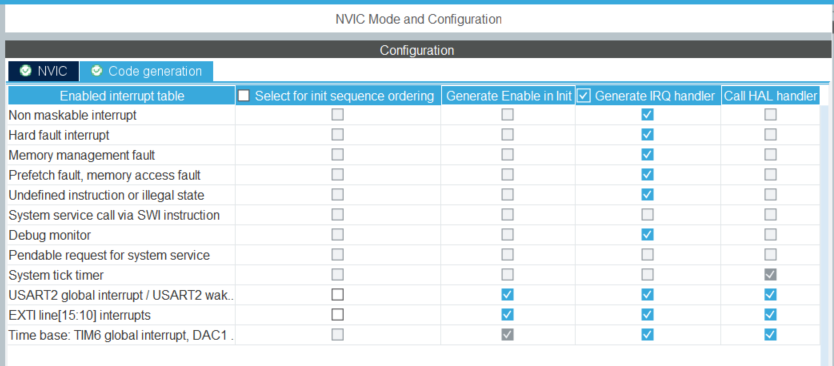 NVIC Mode and Configuration
Configuration
NVIC Code generation
Enabled interrupt table Select for init sequence ordering Generate Enable in Init Generate IRQ handler Call HAL handler
Non maskable interrupt
Hard fault interrupt
Memory management fault
Prefetch fault, memory access fault
Undefined instruction or illegal state
System service call via SWI instruction
Debug monitor
Pendable request for system service
System tick timer
USART2 global interrupt / USART2 wak..
EXTI line[15:10] interrupts
Time base: TIM6 global interrupt, DAC1 .